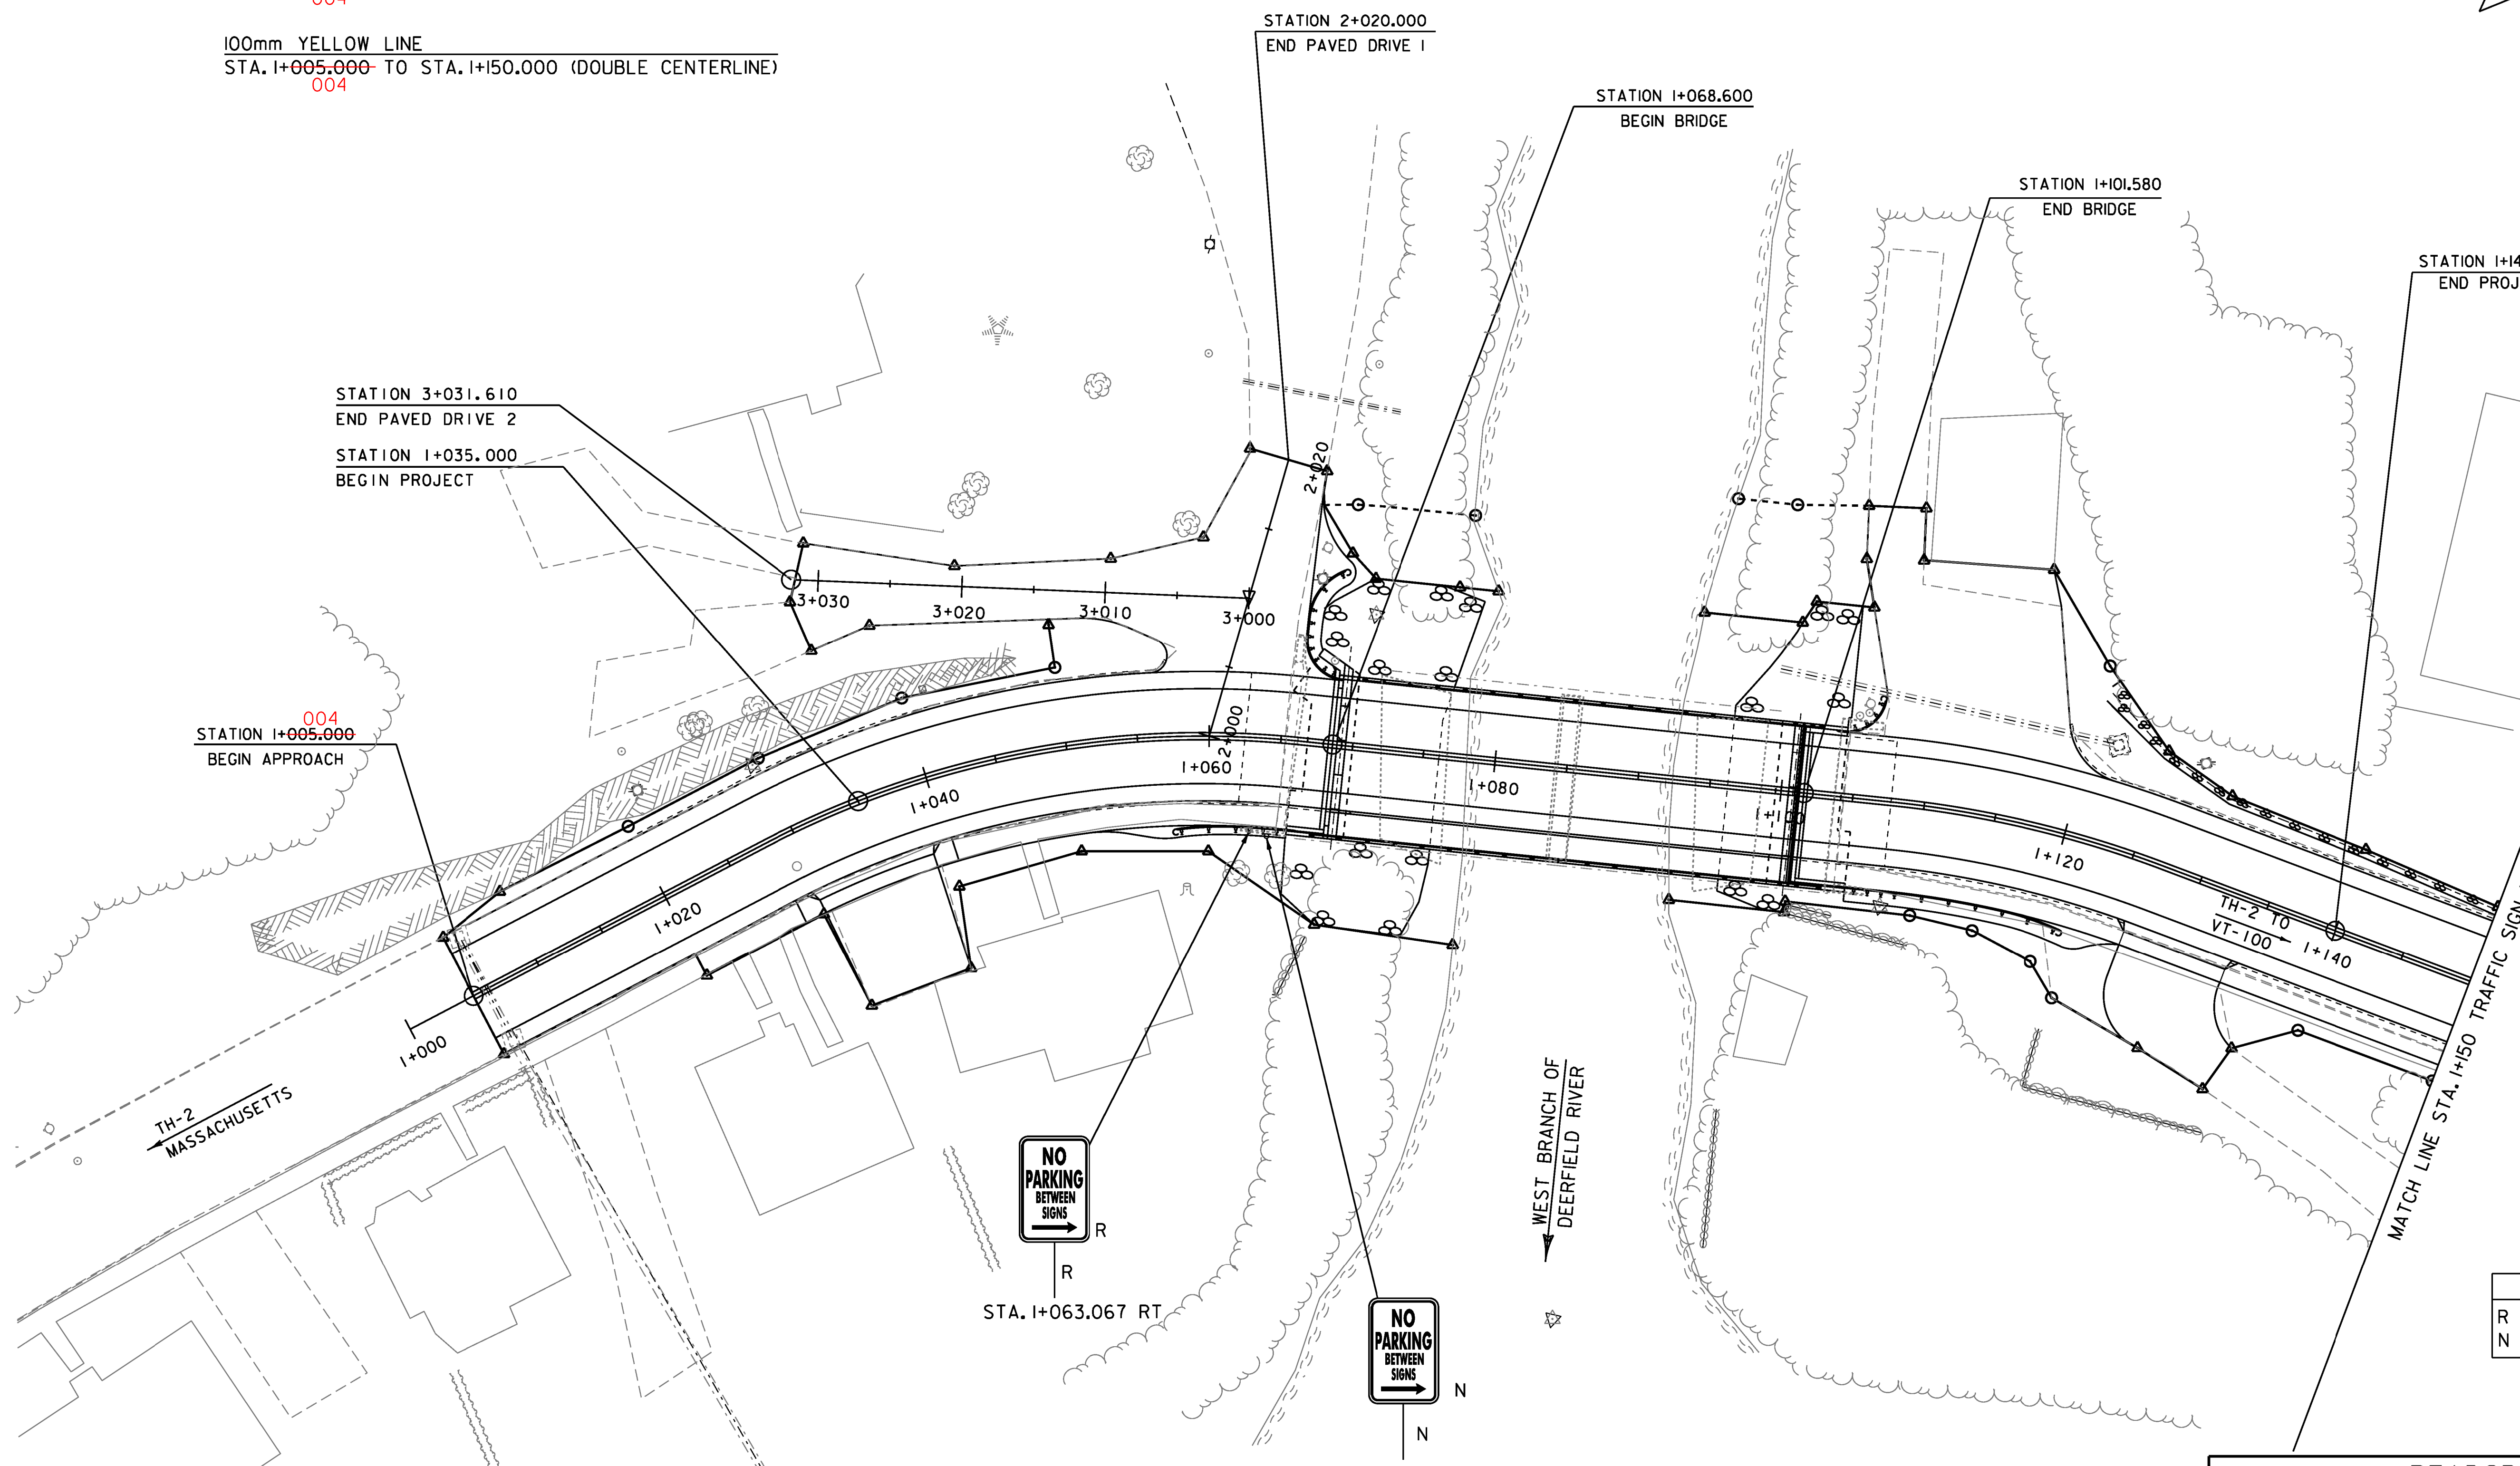 004
100mm YELLOW LINE
STA. 1+005.000 TO STA. 1+150.000 (DOUBLE CENTERLINE)
004
STATION 2+020.000
END PAVED DRIVE 1
STATION 1+068.600
BEGIN BRIDGE
STATION 1+101.580
END BRIDGE
STATION 1+14
END PROJ
STATION 3+031.610
END PAVED DRIVE 2
STATION 1+035.000
BEGIN PROJECT
004
STATION 1+005.000
BEGIN APPROACH
2+020
3+030
3+020
3+010
3+000
2+000
1+000
1+020
1+040
1+060
1+080
1+120
1+140
TH-2 TO
VT-100
TH-2
MASSACHUSETTS
WEST BRANCH OF
DEERFIELD RIVER
MATCH LINE STA. 1+150 TRAFFIC SIGN
NO
PARKING
BETWEEN
SIGNS
R
R
STA. 1+063.067 RT
NO
PARKING
BETWEEN
SIGNS
N
N
R
N